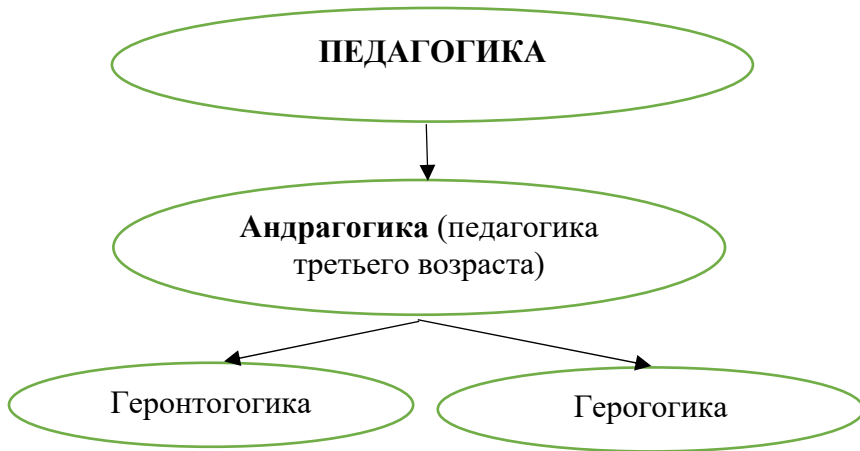 ПЕДАГОГИКА
Андрагогика (педагогика
третьего возраста)
Геронтогогика
Герогогика